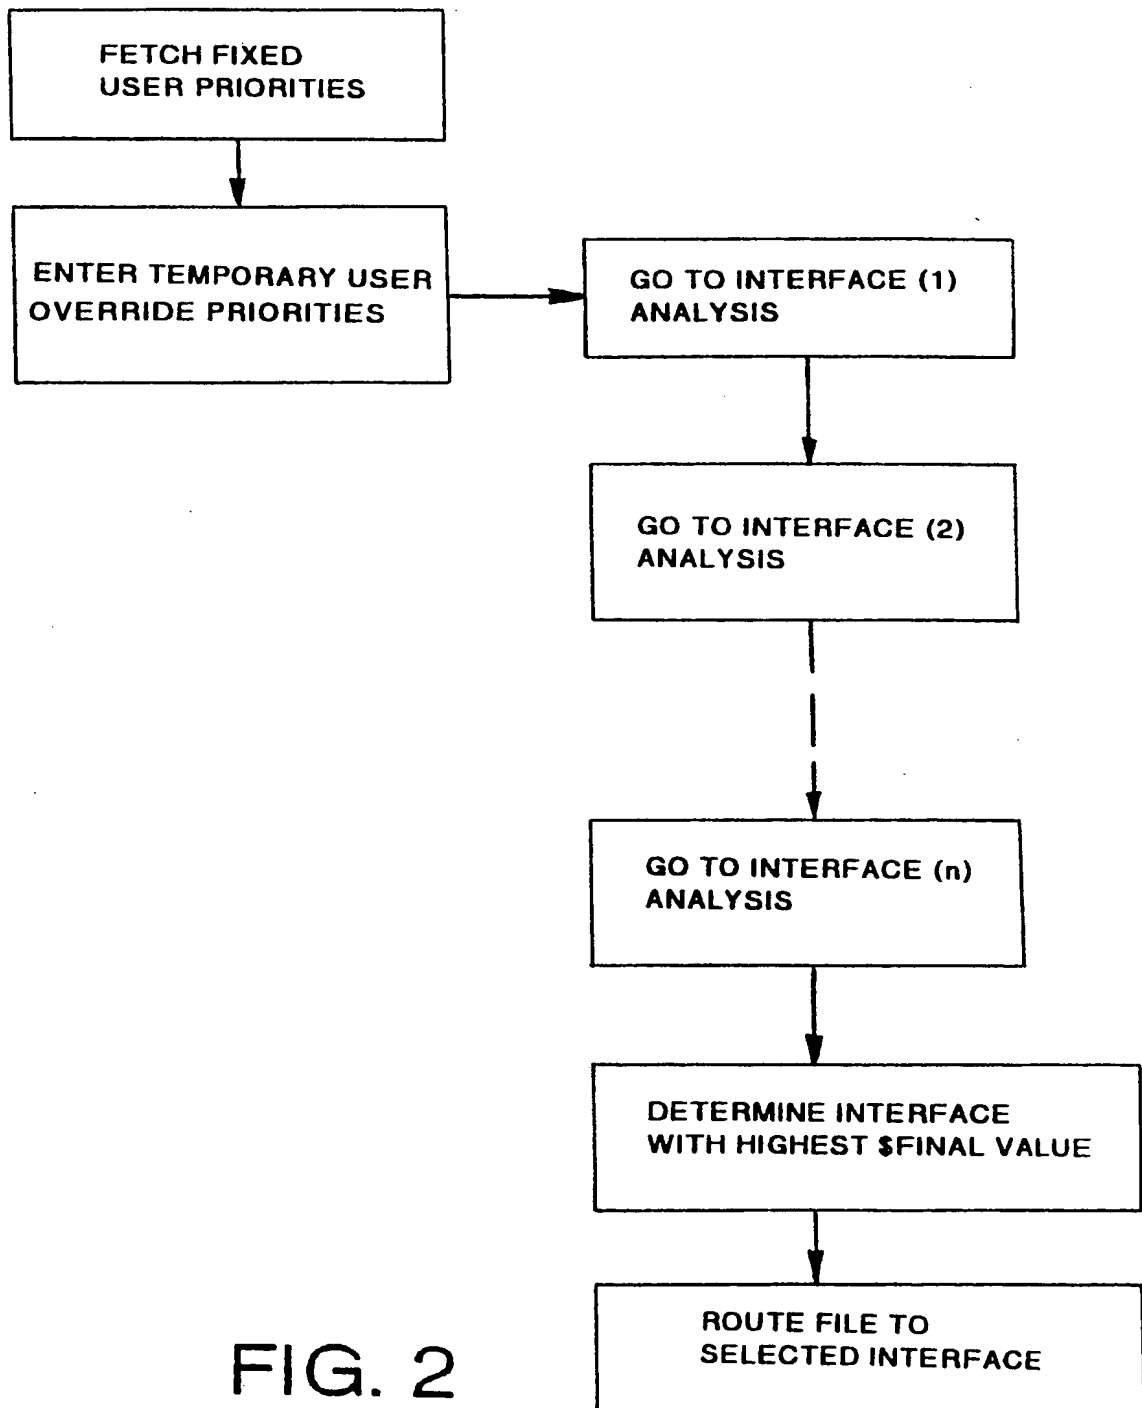 FETCH FIXED
USER PRIORITIES
ENTER TEMPORARY USER
OVERRIDE PRIORITIES
GO TO INTERFACE (1)
ANALYSIS
GO TO INTERFACE (2)
ANALYSIS
GO TO INTERFACE (n)
ANALYSIS
DETERMINE INTERFACE
WITH HIGHEST $FINAL VALUE
ROUTE FILE TO
SELECTED INTERFACE
FIG. 2